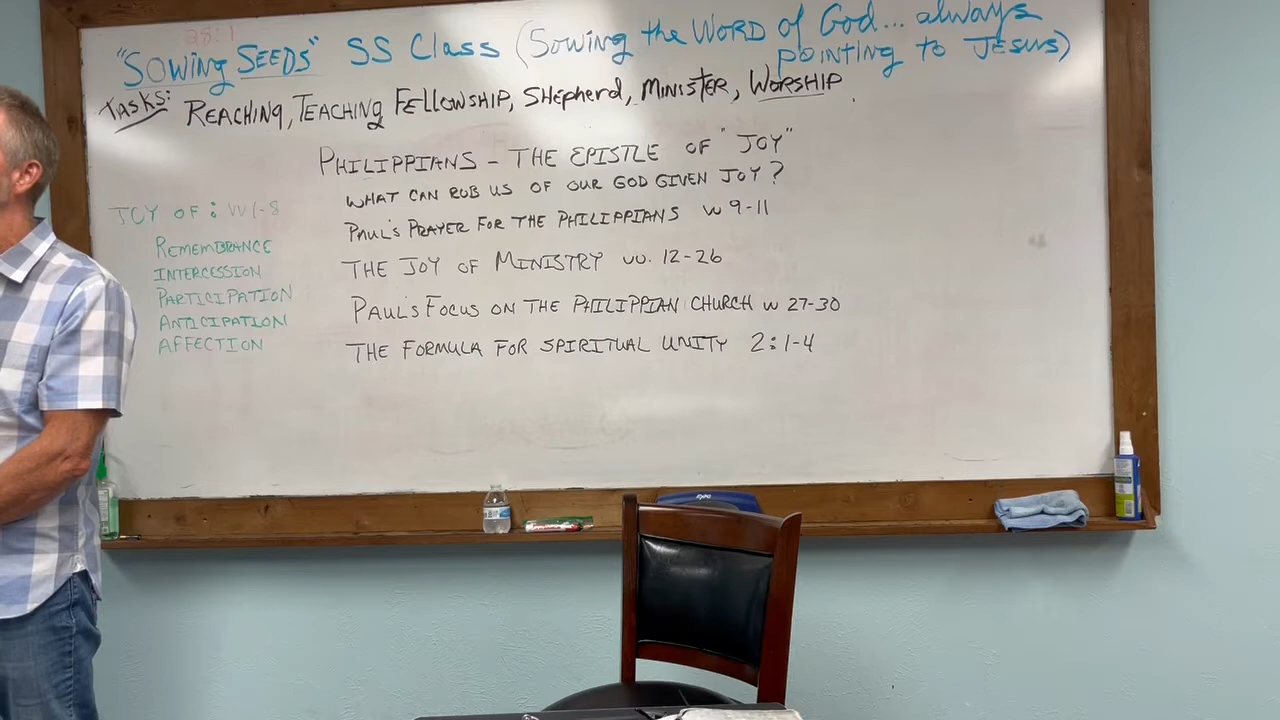 25:1
"Sowing SEEDS" SS Class (Sowing the WORD of God... always
pointing to JESUS)
TASKS: REACHING, TEACHING FELLOWSHIP, SHEPherd, MINISTER, WORSHIP
PHILIPPIANS - THE EPISTLE OF "JOY"
WHAT CAN ROB US OF OUR GOD GIVEN JOY?
PAUL'S PRAYER FOR THE PHILIPPIANS vv 9-11
THE JOY OF MINISTRY vv. 12-26
PAUL'S FOCUS ON THE PHILIPPIAN CHURCH vv 27-30
THE FORMULA FOR SPIRITUAL UNITY 2:1-4
JOY OF: VV 1-8
REMEMBRANCE
INTERCESSION
PARTICIPATION
ANTICIPATION
AFFECTION
EXPO